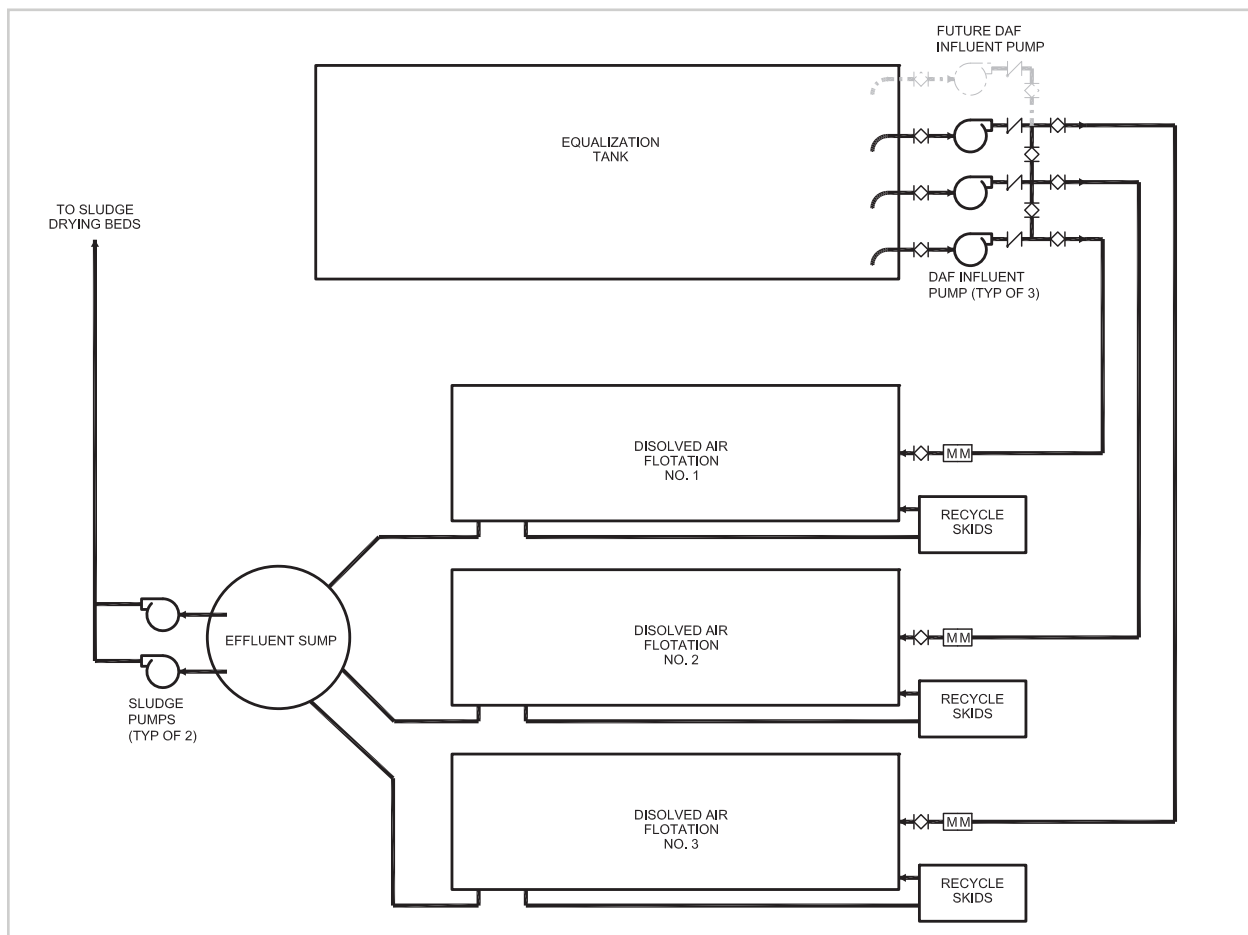 FUTURE DAF
INFLUENT PUMP
EQUALIZATION
TANK
TO SLUDGE
DRYING BEDS
DAF INFLUENT
PUMP (TYP OF 3)
DISOLVED AIR
FLOTATION
NO. 1
MM
RECYCLE
SKIDS
EFFLUENT SUMP
DISOLVED AIR
FLOTATION
NO. 2
MM
RECYCLE
SKIDS
SLUDGE
PUMPS
(TYP OF 2)
DISOLVED AIR
FLOTATION
NO. 3
MM
RECYCLE
SKIDS